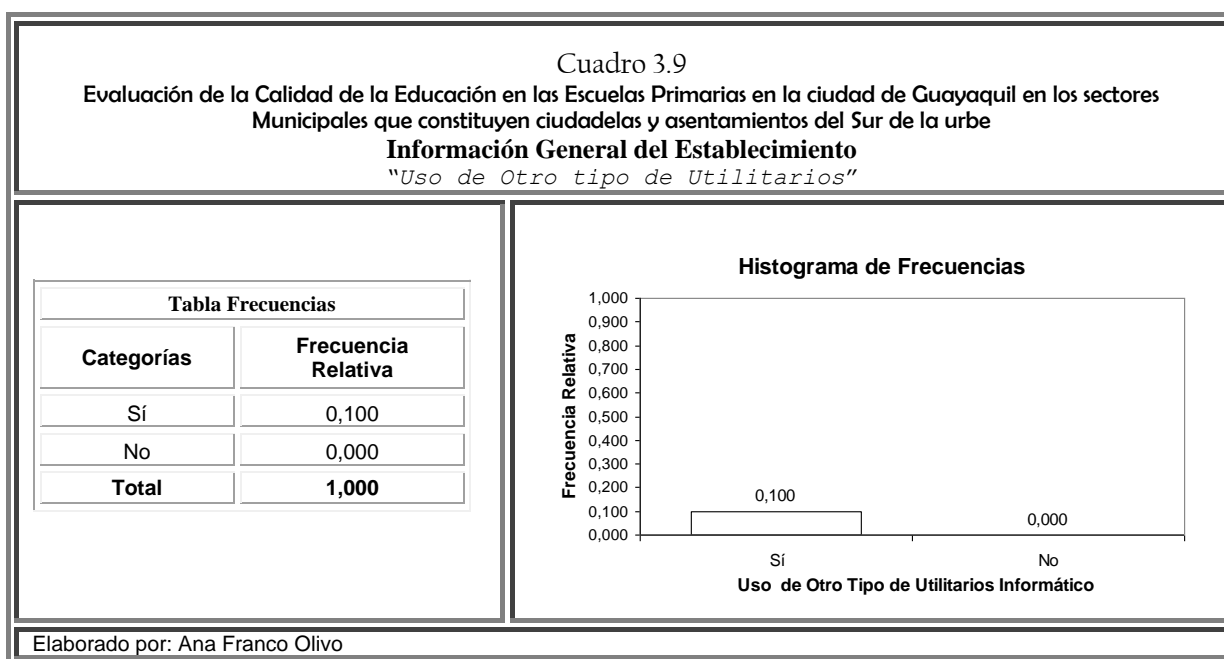 Cuadro 3.9
Evaluación de la Calidad de la Educación en las Escuelas Primarias en la ciudad de Guayaquil en los sectores
Municipales que constituyen ciudadelas y asentamientos del Sur de la urbe
Información General del Establecimiento
"Uso de Otro tipo de Utilitarios"
Tabla Frecuencias
Categorías Frecuencia Relativa
Sí 0,100
No 0,000
Total 1,000
Histograma de Frecuencias
Frecuencia Relativa
1,000
0,900
0,800
0,700
0,600
0,500
0,400
0,300
0,200
0,100
0,000
0,100
0,000
Sí No
Uso de Otro Tipo de Utilitarios Informático
Elaborado por: Ana Franco Olivo